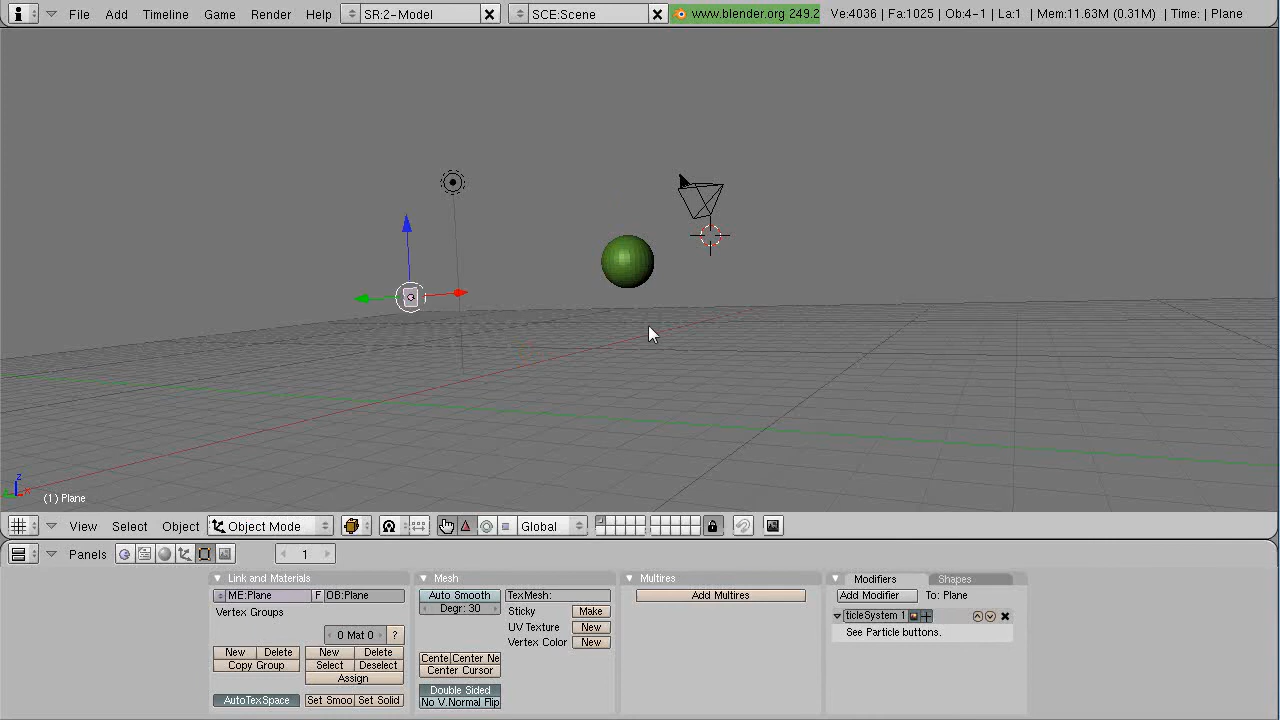 File Add Timeline Game Render Help SR:2-Model SCE:Scene www.blender.org 249.2 Ve:4036 | Fa:1025 | Ob:4-1 | La:1 | Mem:11.63M (0.31M) | Time: | Plane
z
(1) Plane
View Select Object Object Mode Global
Panels 1
Link and Materials Mesh Multires Modifiers Shapes
ME:Plane F OB:Plane Auto Smooth TexMesh: Add Multires Add Modifier To: Plane
Vertex Groups Degr: 30 Sticky Make ticleSystem 1
UV Texture New See Particle buttons.
0 Mat 0 ? Vertex Color New
New Delete New Delete Cente Center Ne
Copy Group Select Deselect Center Cursor
Assign
Double Sided
AutoTexSpace Set Smoo Set Solid No V.Normal Flip